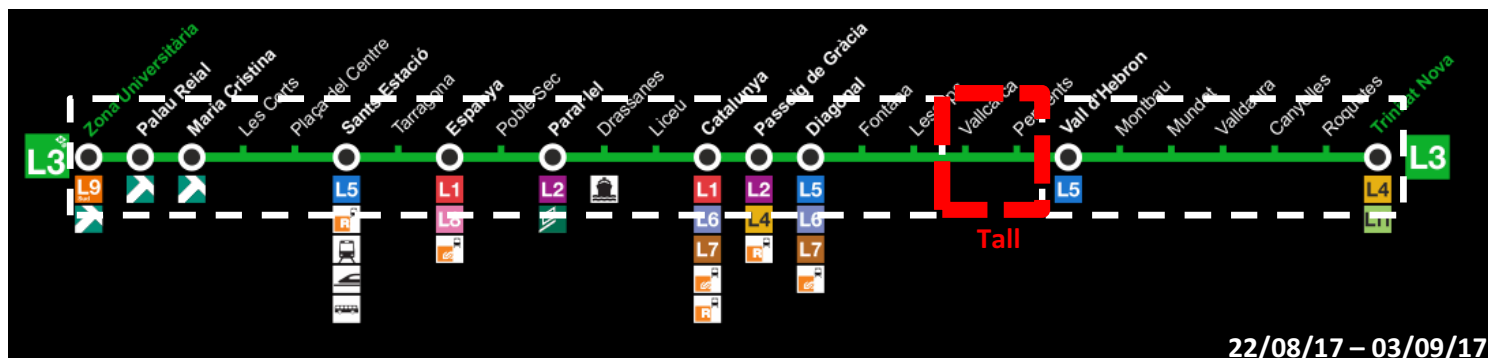 Zona Universitària
Palau Reial
Maria Cristina
Les Corts
Plaça del Centre
Sants Estació
Tarragona
Espanya
Poble Sec
Paral·lel
Drassanes
Liceu
Catalunya
Passeig de Gràcia
Diagonal
Fontana
Lesseps
Vallcarca
Penitents
Vall d'Hebron
Montbau
Mundet
Valldaura
Canyelles
Roquetes
Trinitat Nova
L3
L3
L9 Sud
L5
R
L1
L8
L2
L1
L6
L7
R
L2
L4
R
L5
L6
L7
L5
L4
L11
Tall
22/08/17 – 03/09/17